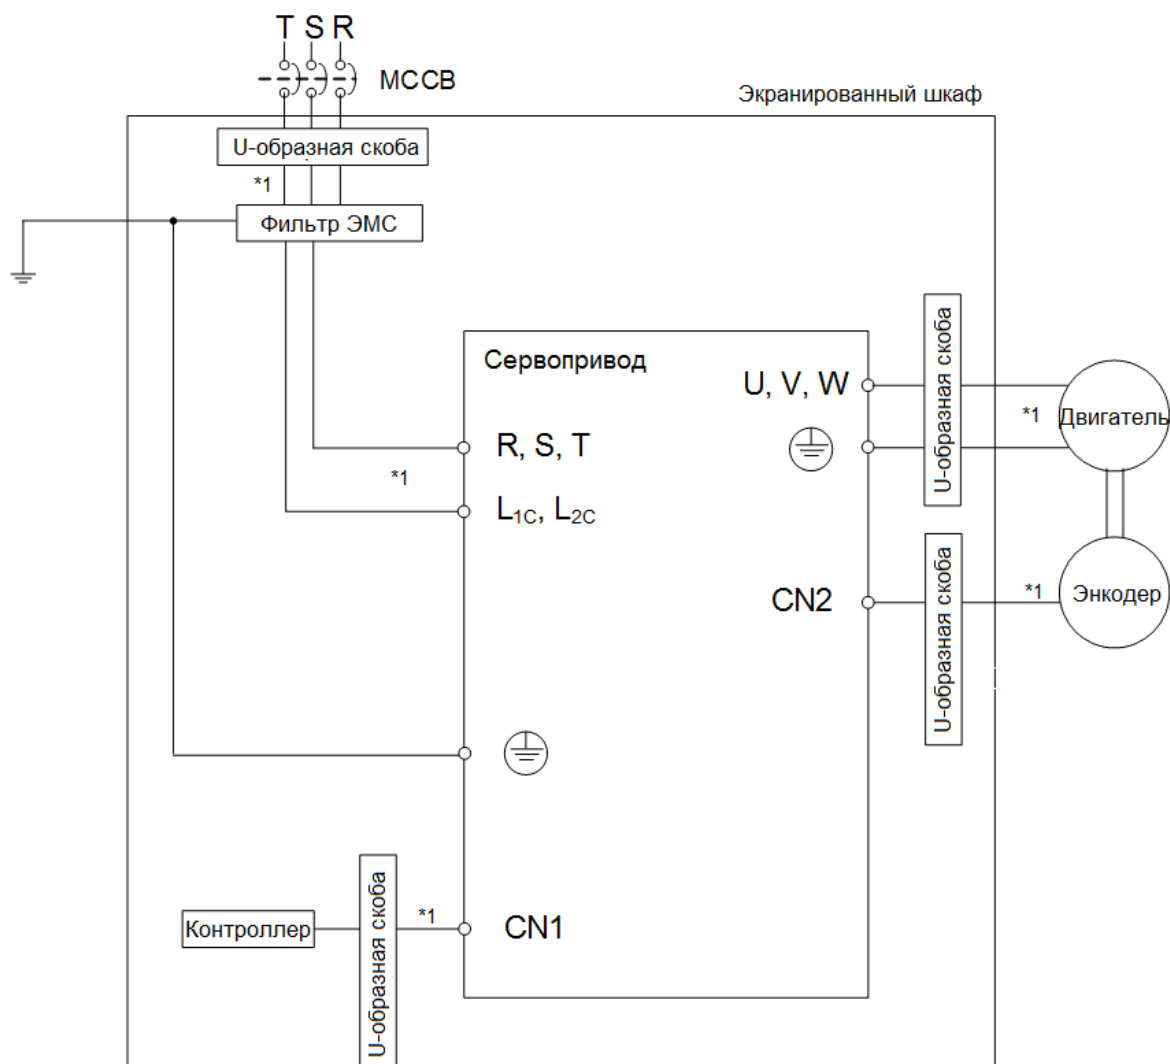 T S R
МССВ
Экранированный шкаф
U-образная скоба
*1
Фильтр ЭМС
Сервопривод
U, V, W
U-образная скоба
*1
Двигатель
R, S, T
*1
L1C, L2C
CN2
U-образная скоба
*1
Энкодер
Контроллер
U-образная скоба
*1
CN1